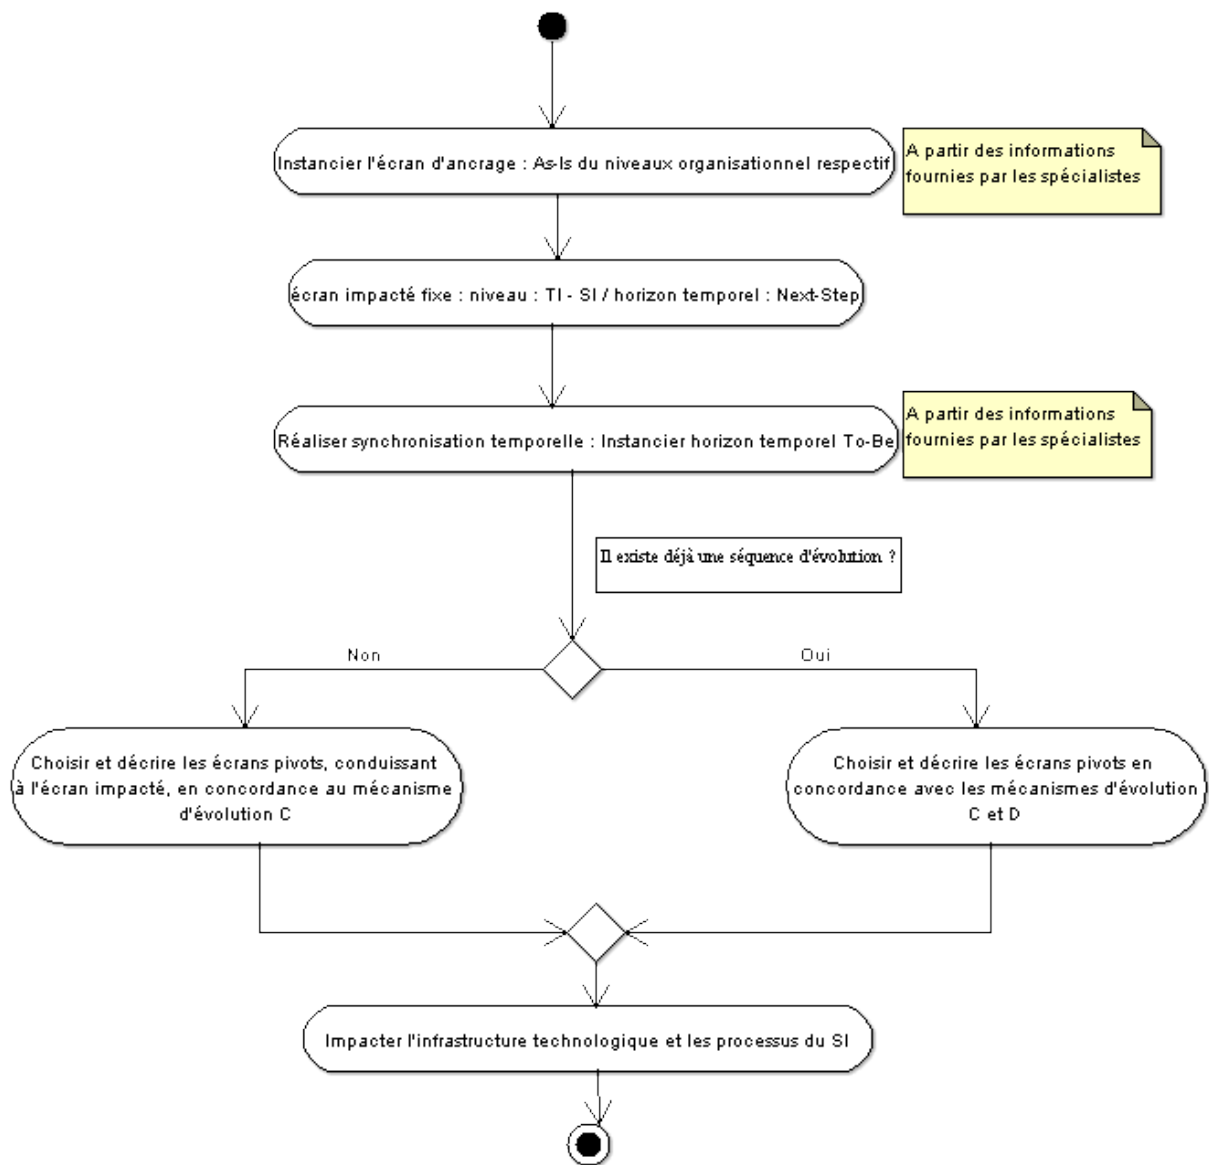 Instancier l'écran d'ancrage : As-Is du niveaux organisationnel respectif
A partir des informations
fournies par les spécialistes
écran impacté fixe : niveau : TI - SI / horizon temporel : Next-Step
Réaliser synchronisation temporelle : Instancier horizon temporel To-Be
A partir des informations
fournies par les spécialistes
Il existe déjà une séquence d'évolution ?
Non
Oui
Choisir et décrire les écrans pivots, conduissant
à l'écran impacté, en concordance au mécanisme
d'évolution C
Choisir et décrire les écrans pivots en
concordance avec les mécanismes d'évolution
C et D
Impacter l'infrastructure technologique et les processus du SI